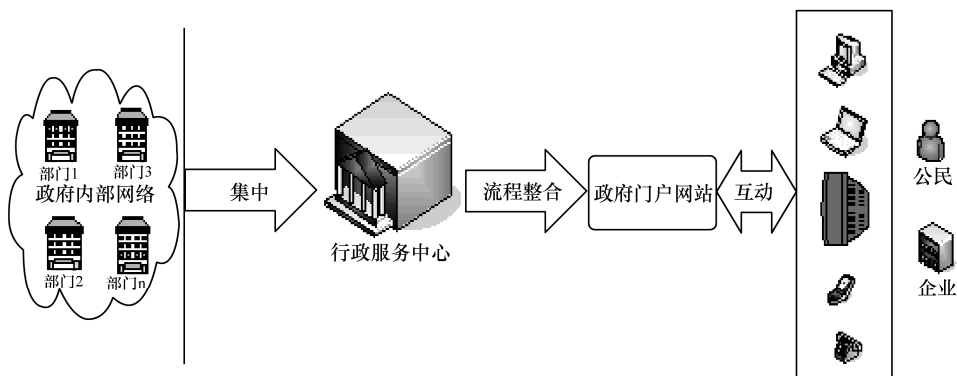 部门1
部门3
政府内部网络
部门2
部门n
集中
行政服务中心
流程整合
政府门户网站
互动
公民
企业